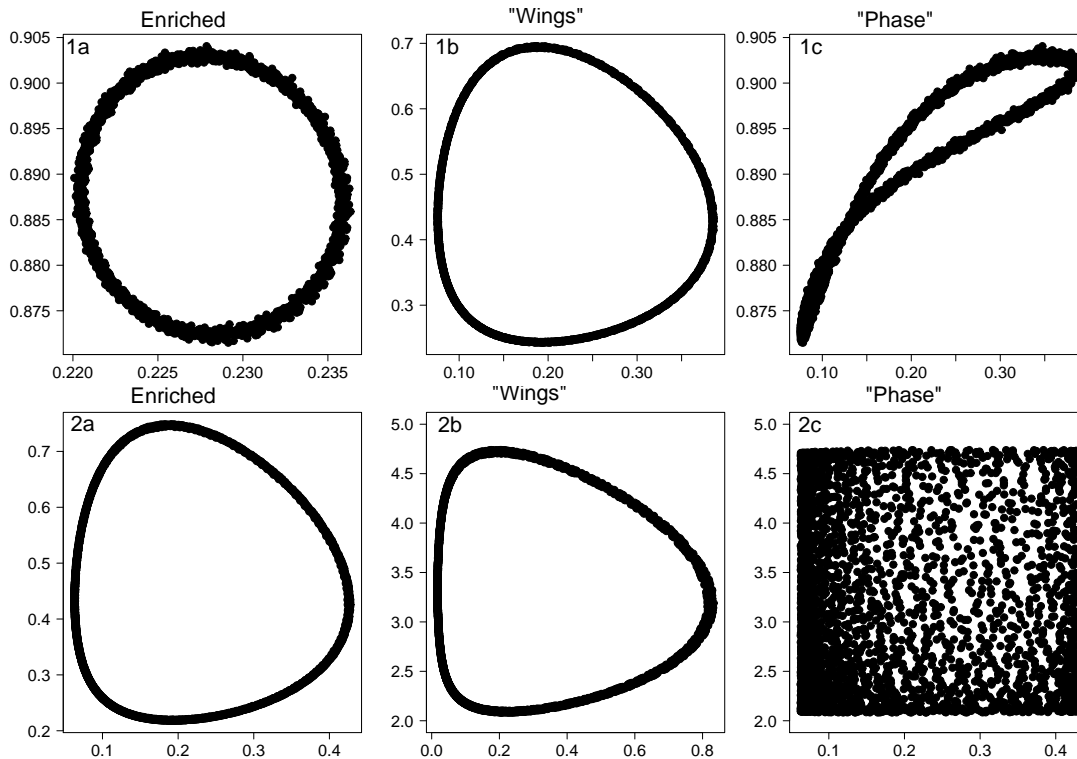 Enriched "Wings" "Phase"
1a 1b 1c
0.905 0.7 0.905
0.900 0.6 0.900
0.895 0.895
0.890 0.5 0.890
0.885 0.4 0.885
0.880 0.880
0.875 0.3 0.875
0.220 0.225 0.230 0.235 0.10 0.20 0.30 0.10 0.20 0.30
Enriched "Wings" "Phase"
2a 2b 2c
5.0 5.0
0.7 4.5 4.5
0.6 4.0 4.0
0.5 3.5 3.5
0.4 3.0 3.0
0.3 2.5 2.5
0.2 2.0 2.0
0.1 0.2 0.3 0.4 0.0 0.2 0.4 0.6 0.8 0.1 0.2 0.3 0.4